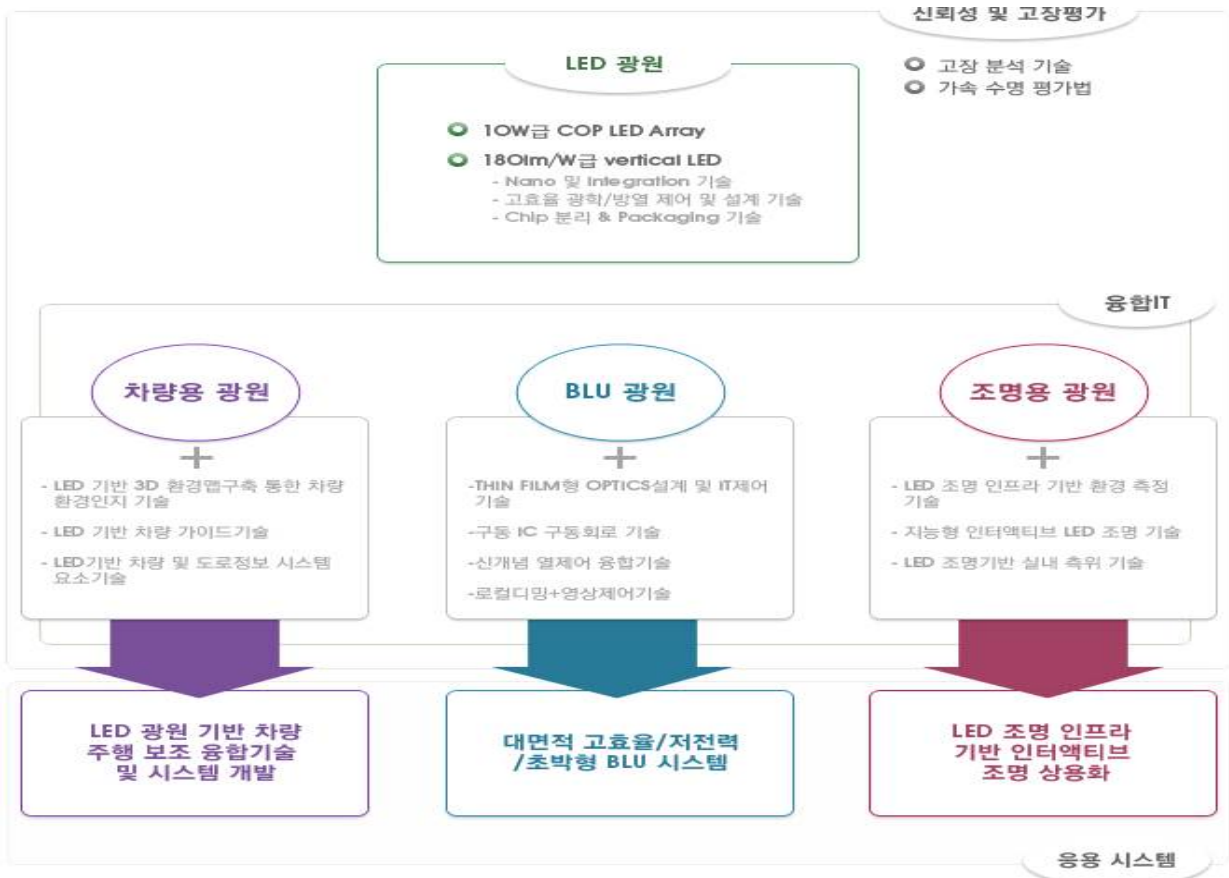 신뢰성 및 고장평가
고장 분석 기술
가속 수명 평가법
LED 광원
10W급 COP LED Array
180lm/W급 vertical LED
- Nano 및 Integration 기술
- 고효율 광학/방열 제어 및 설계 기술
- Chip 분리 & Packaging 기술
융합IT
차량용 광원
+
- LED 기반 3D 환경맵구축 통한 차량
환경인지 기술
- LED 기반 차량 가이드기술
- LED기반 차량 및 도로정보 시스템
요소기술
BLU 광원
+
-THIN FILM형 OPTICS설계 및 IT제어
기술
-구동 IC 구동회로 기술
-신개념 열제어 융합기술
-로컬디밍+영상제어기술
조명용 광원
+
- LED 조명 인프라 기반 환경 측정
기술
- 지능형 인터액티브 LED 조명 기술
- LED 조명기반 실내 측위 기술
LED 광원 기반 차량
주행 보조 융합기술
및 시스템 개발
대면적 고효율/저전력
/초박형 BLU 시스템
LED 조명 인프라
기반 인터액티브
조명 상용화
응용 시스템